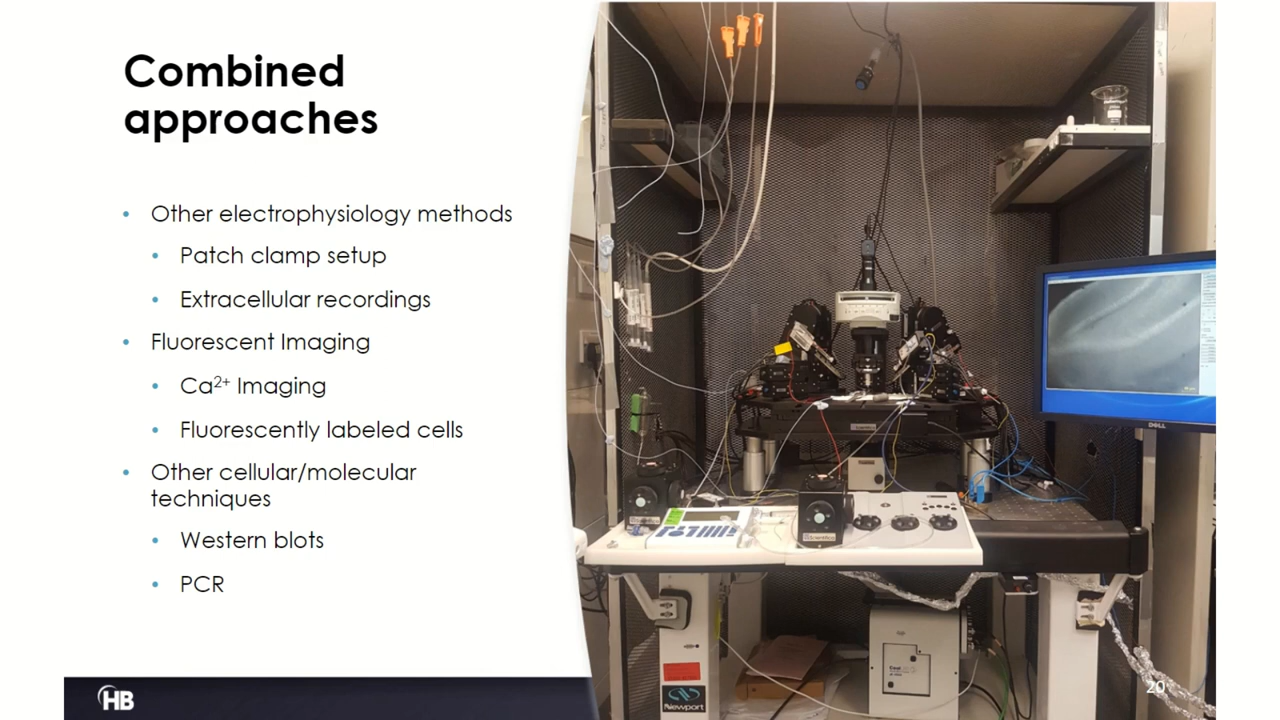 Combined
approaches
• Other electrophysiology methods
• Patch clamp setup
• Extracellular recordings
• Fluorescent Imaging
• Ca²⁺ Imaging
• Fluorescently labeled cells
• Other cellular/molecular
techniques
• Western blots
• PCR
HB
DELL
Newport
20